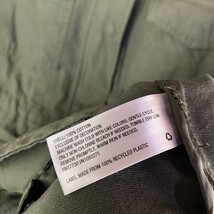 SHELL: 100% COTTON
EXCLUSIVE OF DECORATION
MACHINE WASH COLD WITH LIKE COLORS, GENTLE CYCLE.
ONLY NON-CHLORINE BLEACH IF NEEDED. TUMBLE DRY
LOW. REMOVE PROMPTLY. WARM IRON IF NEEDED.
LABEL MADE FROM 100% RECYCLED PLASTIC